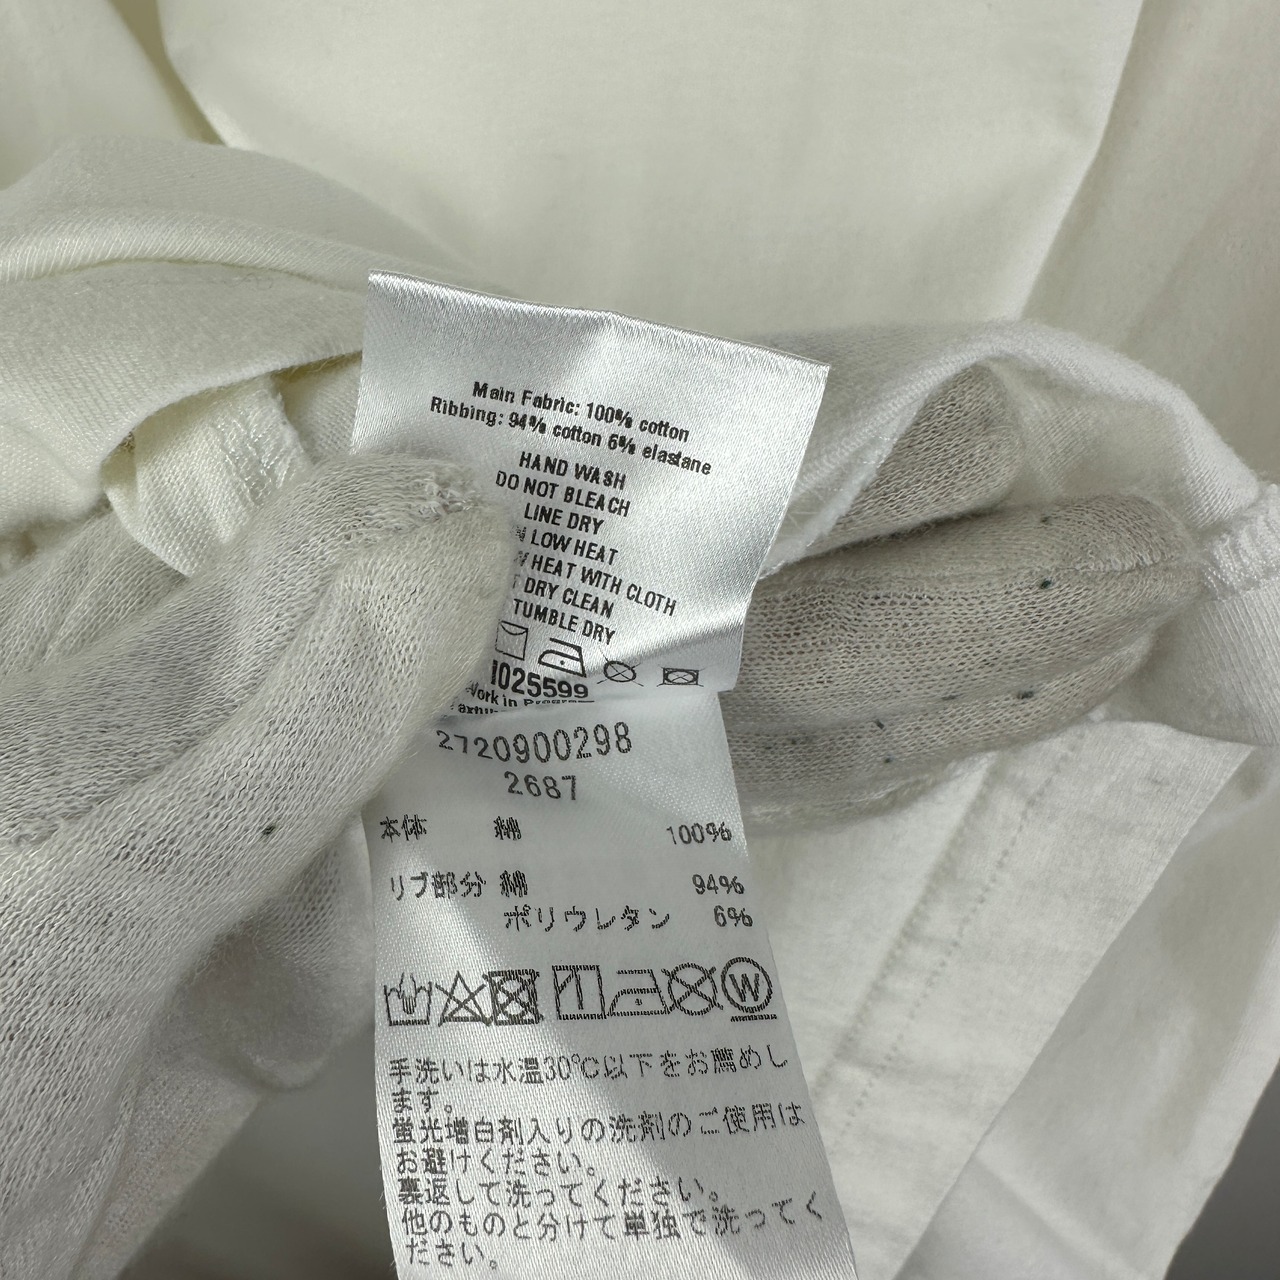 Main Fabric: 100% cotton
Ribbing: 94% cotton 6% elastane
HAND WASH
DO NOT BLEACH
LINE DRY
LOW HEAT
HEAT WITH CLOTH
DRY CLEAN
TUMBLE DRY
1025599
Work in
2720900298
2687
本体 綿 100%
リブ部分 綿 94%
ポリウレタン 6%
W
手洗いは水温30℃以下をお薦めし
ます。
蛍光増白剤入りの洗剤のご使用は
お避けください。
裏返して洗ってください。
他のものと分けて単独で洗ってく
ださい。